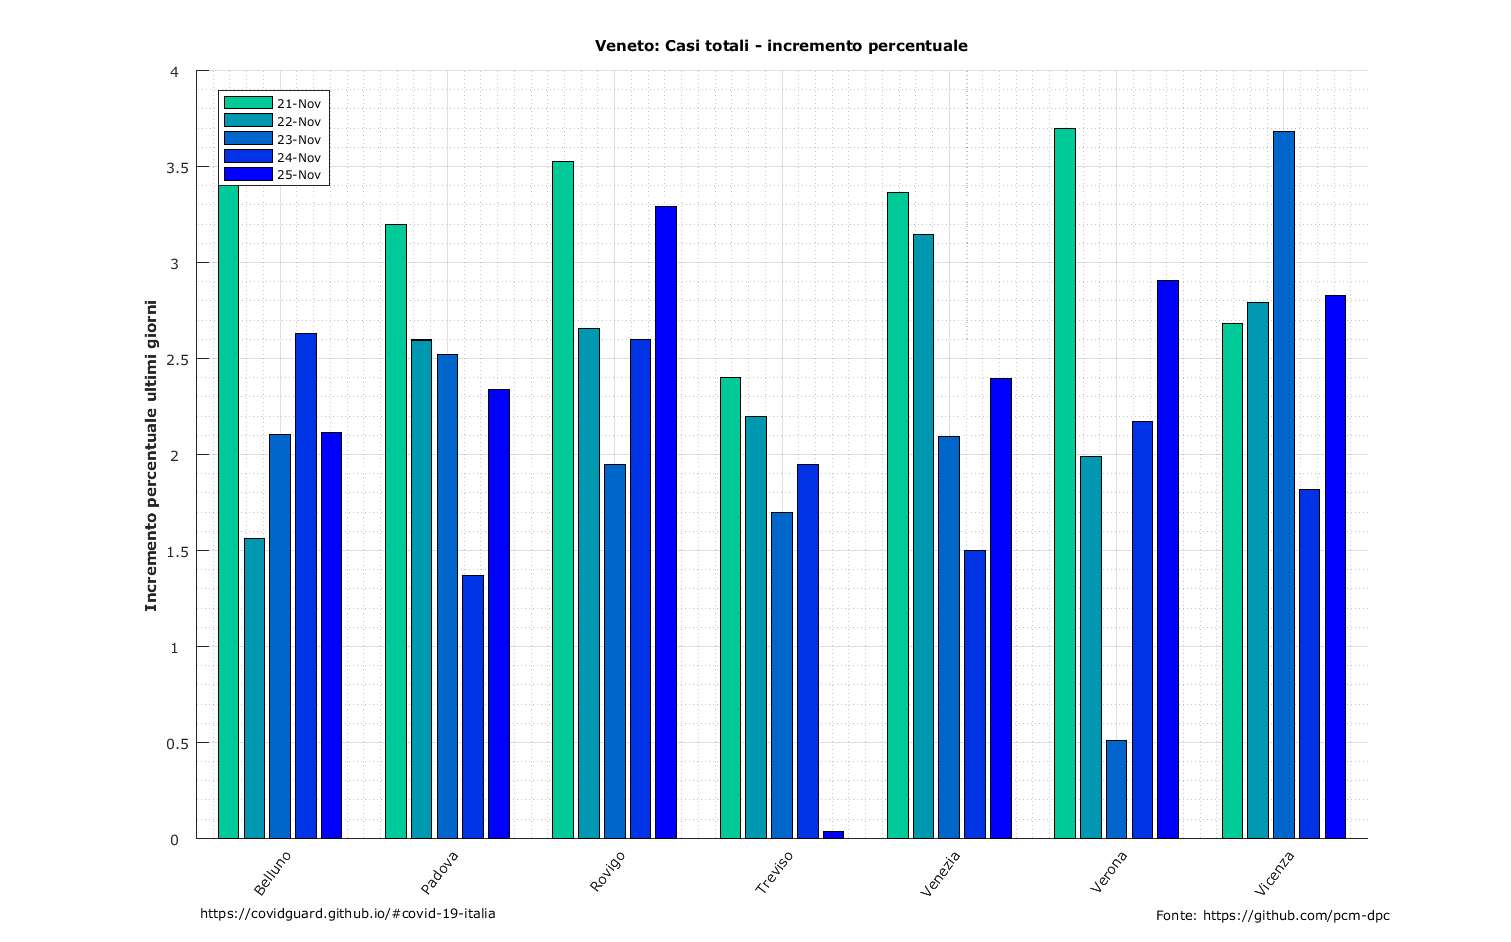 Veneto: Casi totali - incremento percentuale
4
3.5
3
2.5
2
1.5
1
0.5
0
Incremento percentuale ultimi giorni
21-Nov
22-Nov
23-Nov
24-Nov
25-Nov
Belluno
Padova
Rovigo
Treviso
Venezia
Verona
Vicenza
https://covidguard.github.io/#covid-19-italia
Fonte: https://github.com/pcm-dpc